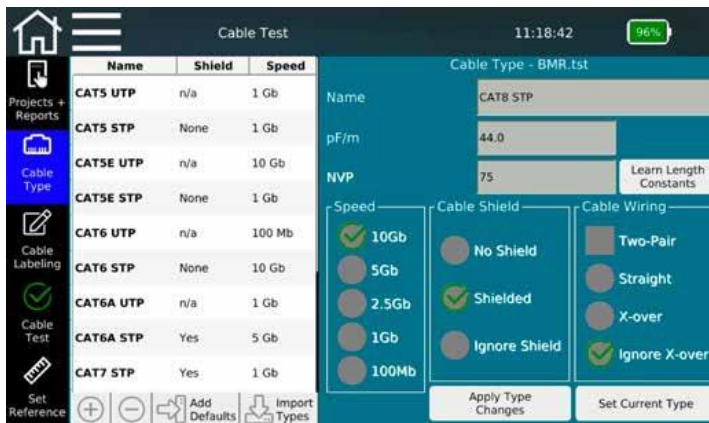 Cable Test
11:18:42
96%
Projects +
Reports
Cable
Type
Cable
Labeling
Cable
Test
Set
Reference
Name Shield Speed
CAT5 UTP n/a 1 Gb
CAT5 STP None 1 Gb
CAT5E UTP n/a 10 Gb
CAT5E STP None 1 Gb
CAT6 UTP n/a 100 Mb
CAT6 STP None 10 Gb
CAT6A UTP n/a 1 Gb
CAT6A STP Yes 5 Gb
CAT7 STP Yes 1 Gb
Add
Defaults
Import
Types
Cable Type - BMR.tst
Name CAT8 STP
pF/m 44.0
NVP 75
Learn Length
Constants
Speed
10Gb
5Gb
2.5Gb
1Gb
100Mb
Cable Shield
No Shield
Shielded
Ignore Shield
Cable Wiring
Two-Pair
Straight
X-over
Ignore X-over
Apply Type
Changes
Set Current Type